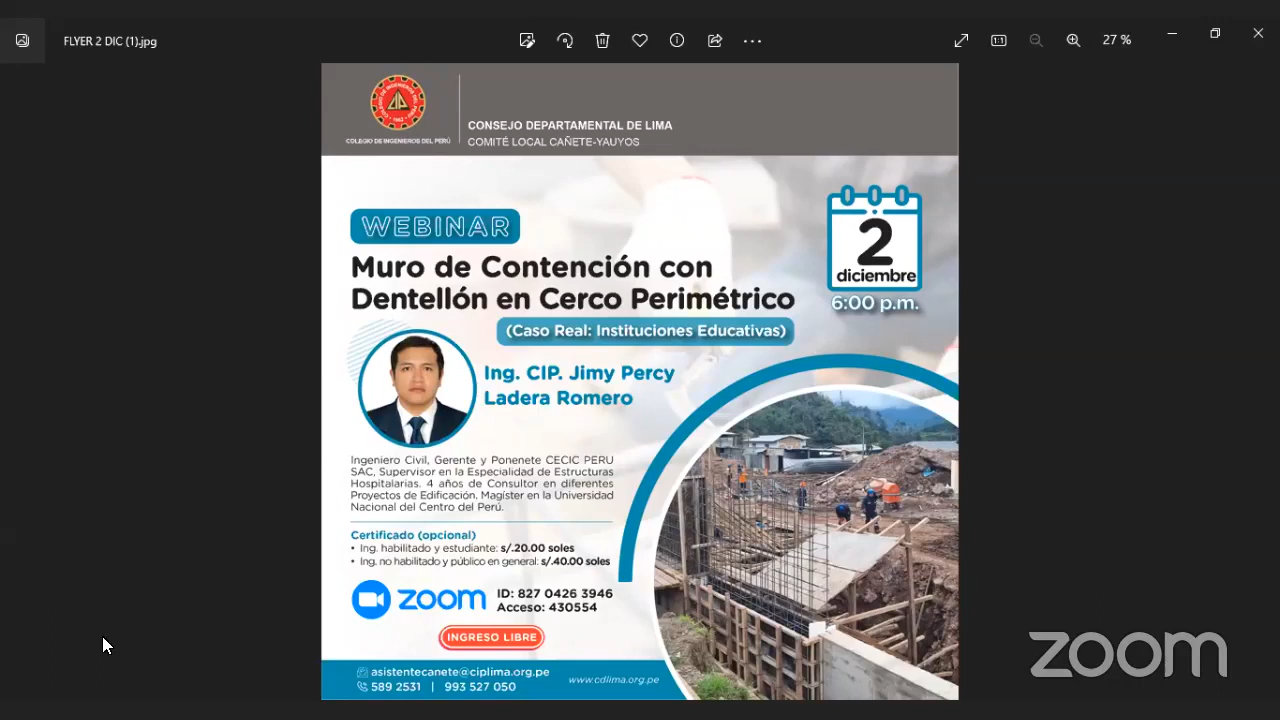 FLYER 2 DIC (1).jpg
27 %
COLEGIO DE INGENIEROS DEL PERÚ
CONSEJO DEPARTAMENTAL DE LIMA
COMITÉ LOCAL CAÑETE-YAUYOS
WEBINAR
2
diciembre
6:00 p.m.
Muro de Contención con
Dentellón en Cerco Perimétrico
(Caso Real: Instituciones Educativas)
Ing. CIP. Jimy Percy
Ladera Romero
Ingeniero Civil, Gerente y Ponenete CECIC PERU
SAC, Supervisor en la Especialidad de Estructuras
Hospitalarias. 4 años de Consultor en diferentes
Proyectos de Edificación. Magíster en la Universidad
Nacional del Centro del Perú.
Certificado (opcional)
• Ing. habilitado y estudiante: s/.20.00 soles
• Ing. no habilitado y público en general: s/.40.00 soles
zoom
ID: 827 0426 3946
Acceso: 430554
INGRESO LIBRE
asistentecanete@ciplima.org.pe
589 2531 | 993 527 050
www.cdlima.org.pe
zoom